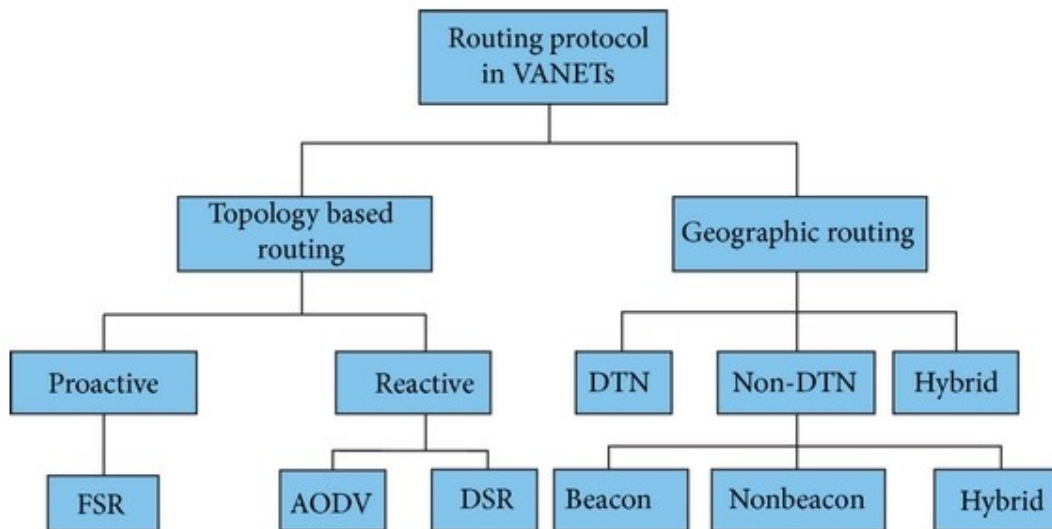 Routing protocol
in VANETs
Topology based
routing
Geographic routing
Proactive
Reactive
DTN
Non-DTN
Hybrid
FSR
AODV
DSR
Beacon
Nonbeacon
Hybrid